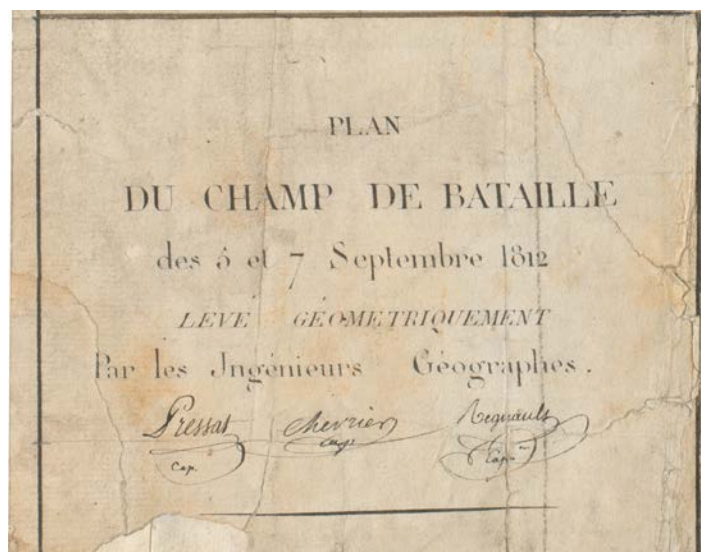 PLAN
DU CHAMP DE BATAILLE
des 5 et 7 Septembre 1812
LEVÉ GÉOMETRIQUEMENT
Par les Ingénieurs Géographes.
Pressat Chevrier Regnault
Cap. Cap. Cap.